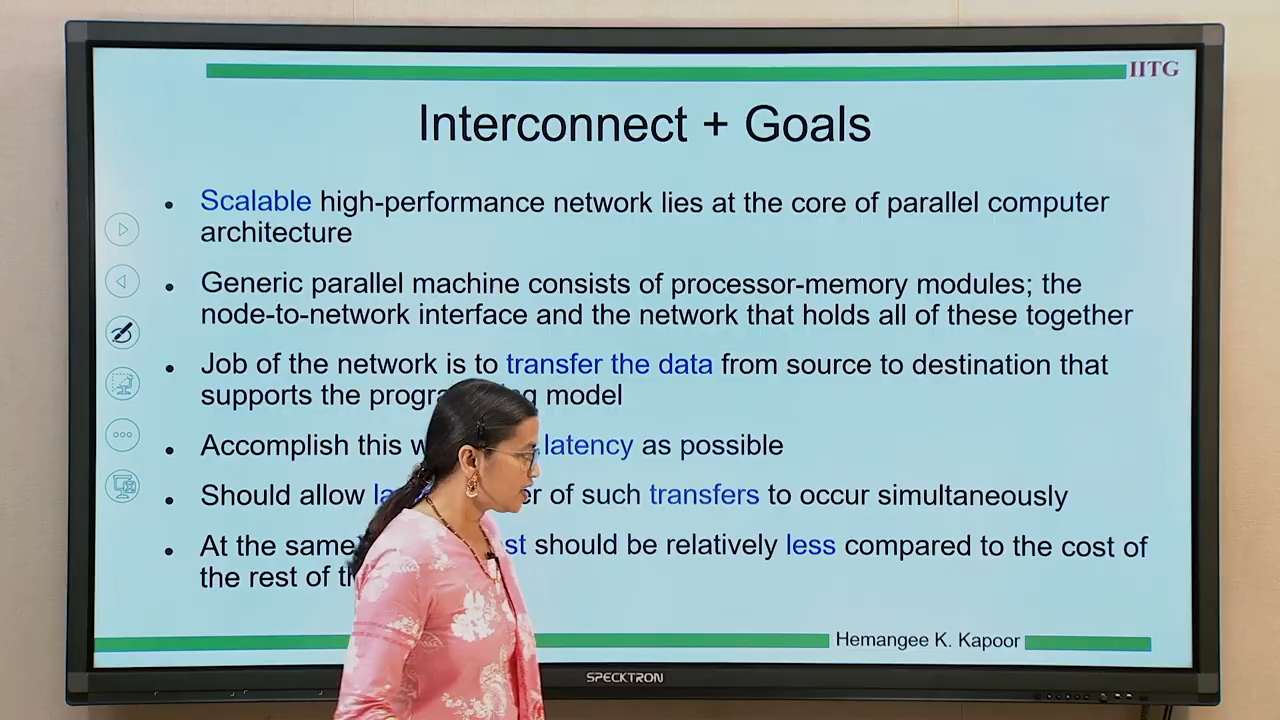 IITG
Interconnect + Goals
• Scalable high-performance network lies at the core of parallel computer
architecture
• Generic parallel machine consists of processor-memory modules; the
node-to-network interface and the network that holds all of these together
• Job of the network is to transfer the data from source to destination that
supports the model
• Accomplish this latency as possible
• Should allow of such transfers to occur simultaneously
• At the same should be relatively less compared to the cost of
the rest of
Hemangee K. Kapoor
SPECKTRON